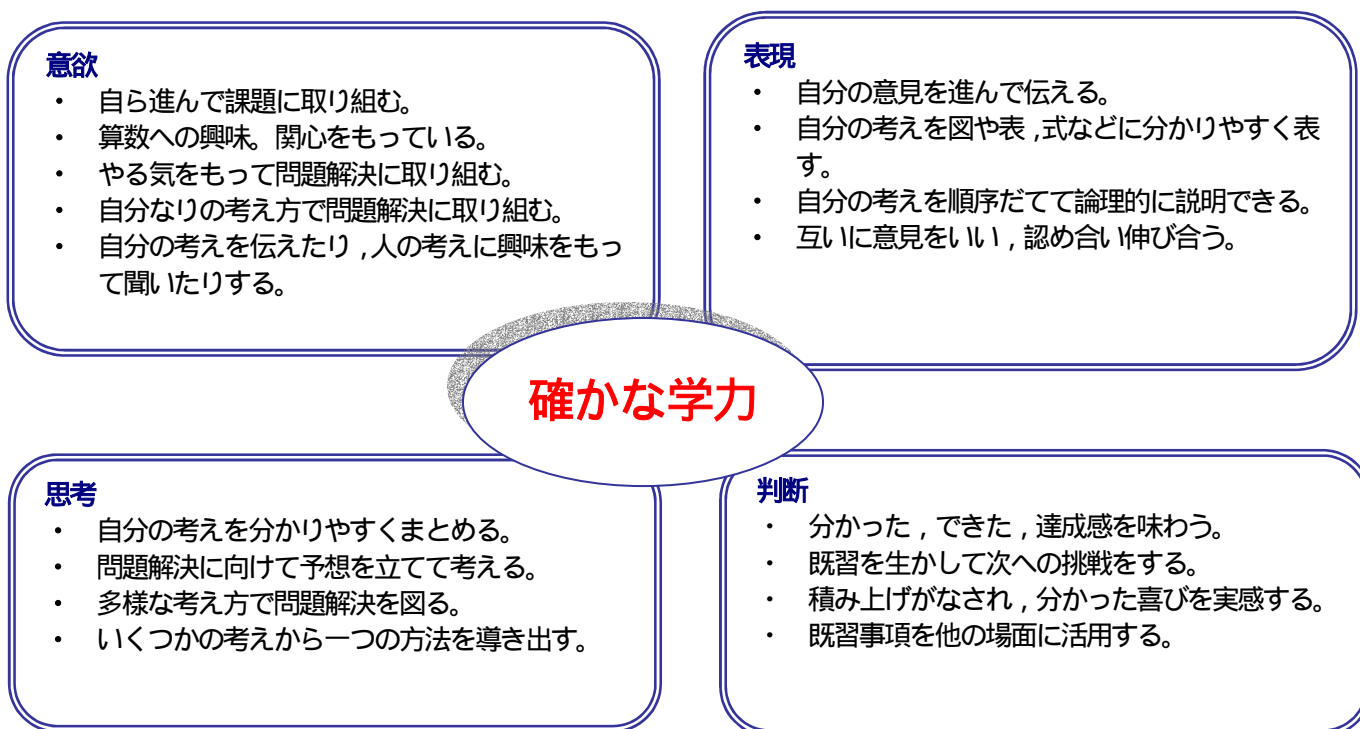 意欲
・ 自ら進んで課題に取り組む。
・ 算数への興味。関心をもっている。
・ やる気をもって問題解決に取り組む。
・ 自分なりの考え方で問題解決に取り組む。
・ 自分の考えを伝えたり，人の考えに興味をもっ
て聞いたりする。
表現
・ 自分の意見を進んで伝える。
・ 自分の考えを図や表，式などに分かりやすく表
す。
・ 自分の考えを順序だてて論理的に説明できる。
・ 互いに意見をいい，認め合い伸び合う。
確かな学力
思考
・ 自分の考えを分かりやすくまとめる。
・ 問題解決に向けて予想を立てて考える。
・ 多様な考え方で問題解決を図る。
・ いくつかの考えから一つの方法を導き出す。
判断
・ 分かった，できた，達成感を味わう。
・ 既習を生かして次への挑戦をする。
・ 積み上げがなされ，分かった喜びを実感する。
・ 既習事項を他の場面に活用する。